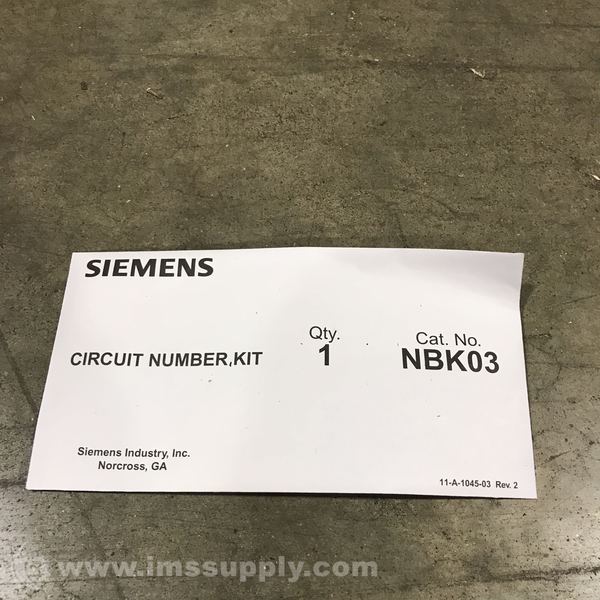 SIEMENS
Qty.
1
Cat. No.
NBK03
CIRCUIT NUMBER,KIT
Siemens Industry, Inc.
Norcross, GA
11-A-1045-03 Rev. 2
www.imssupply.com